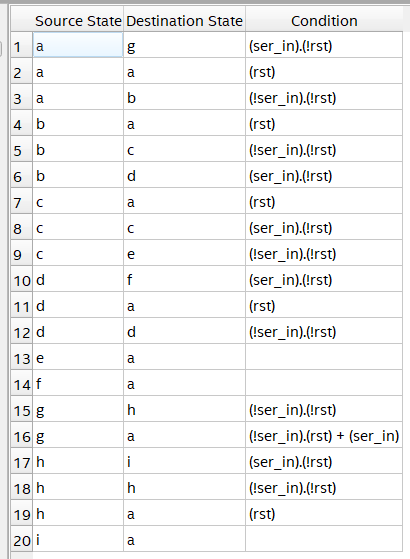 Source State Destination State Condition
1 a g (ser_in).(!rst)
2 a a (rst)
3 a b (!ser_in).(!rst)
4 b a (rst)
5 b c (!ser_in).(!rst)
6 b d (ser_in).(!rst)
7 c a (rst)
8 c c (ser_in).(!rst)
9 c e (!ser_in).(!rst)
10 d f (ser_in).(!rst)
11 d a (rst)
12 d d (!ser_in).(!rst)
13 e a
14 f a
15 g h (!ser_in).(!rst)
16 g a (!ser_in).(rst) + (ser_in)
17 h i (ser_in).(!rst)
18 h h (!ser_in).(!rst)
19 h a (rst)
20 i a